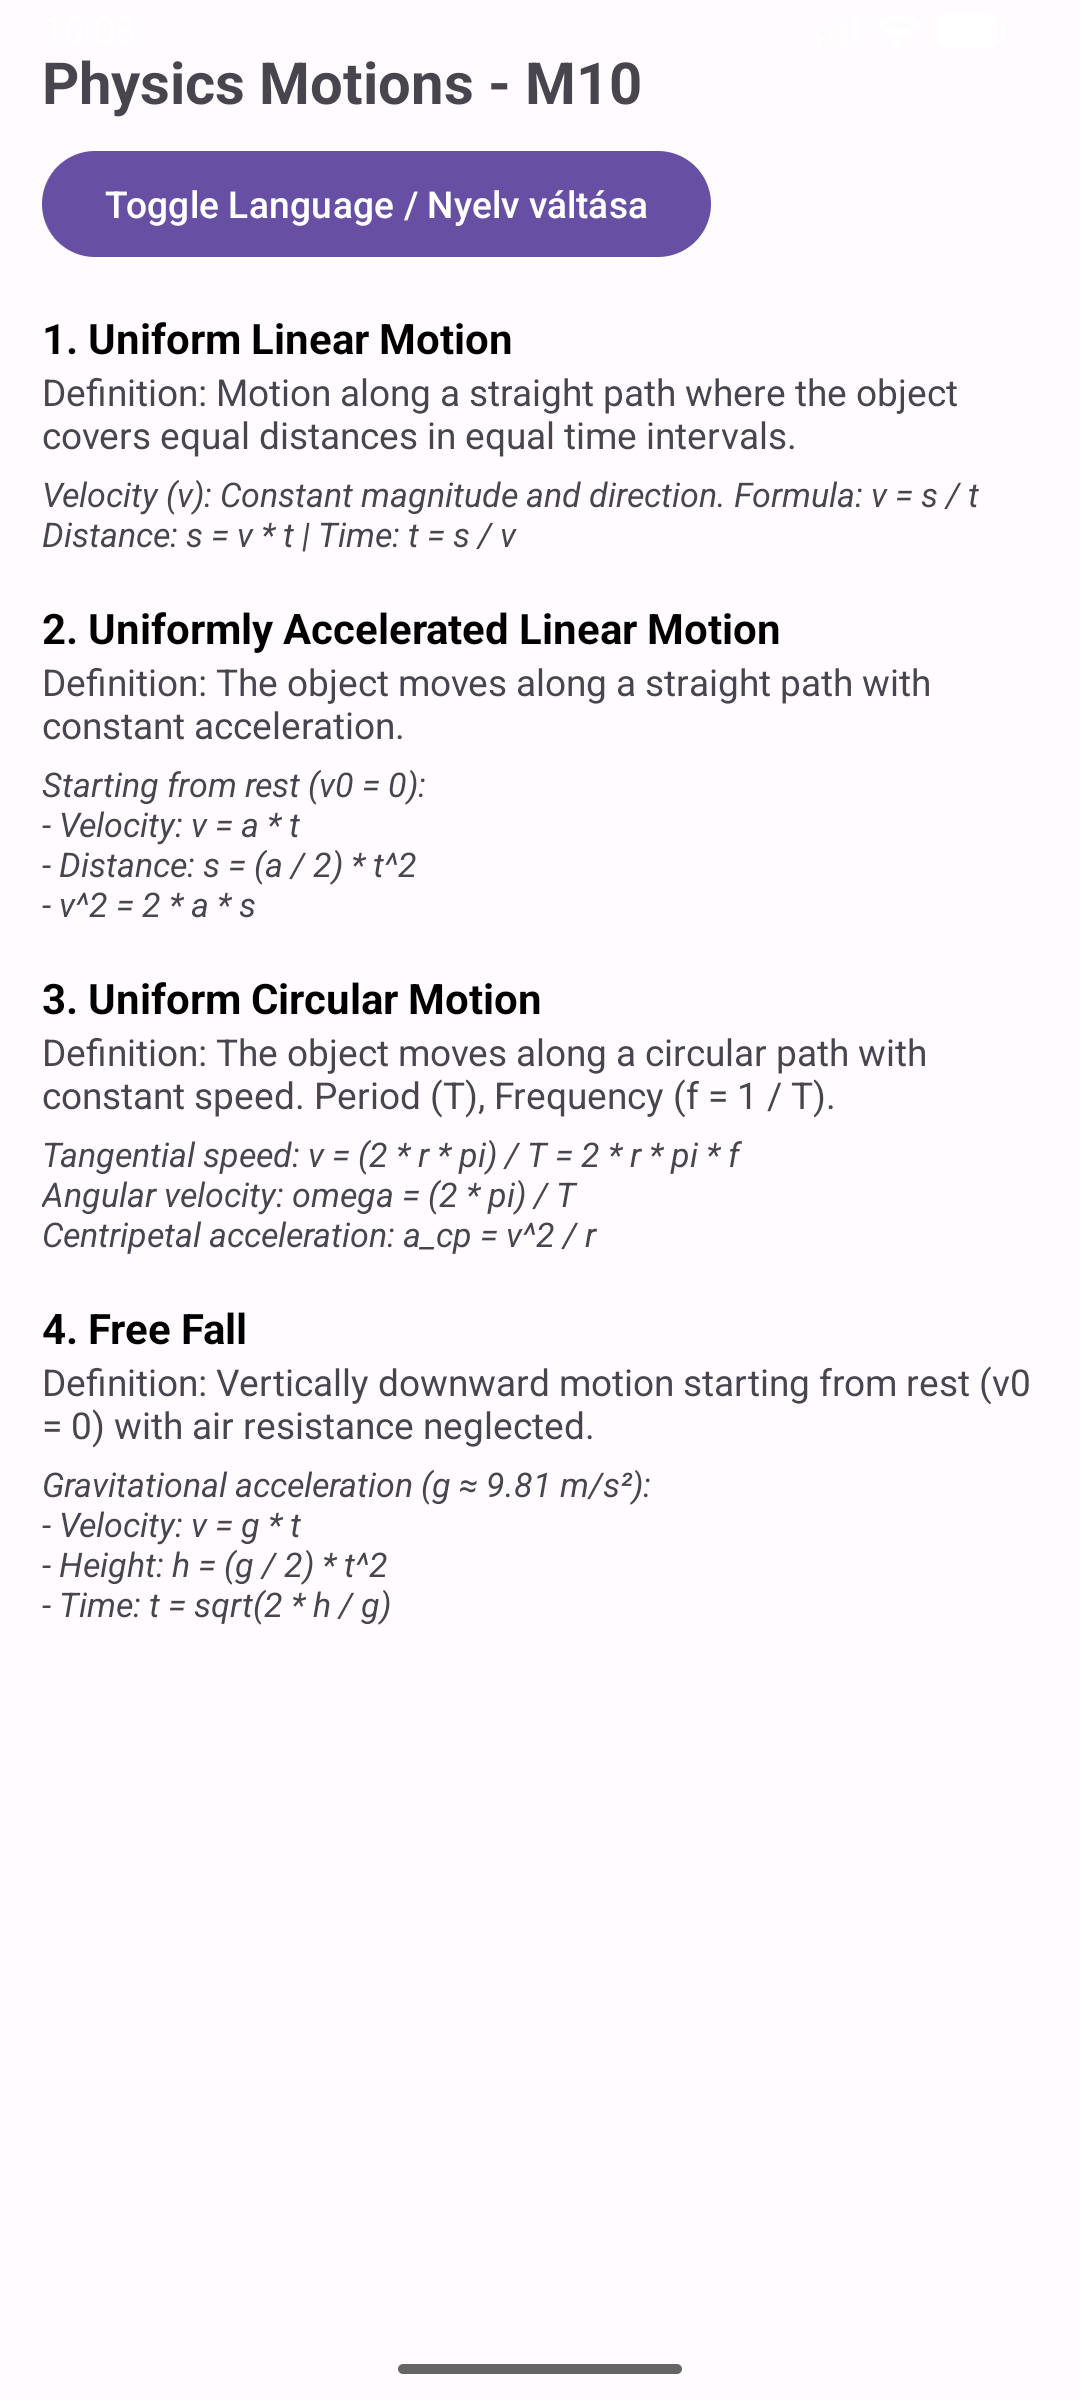 Physics Motions - M10
Toggle Language / Nyelv váltása
1. Uniform Linear Motion
Definition: Motion along a straight path where the object
covers equal distances in equal time intervals.
Velocity (v): Constant magnitude and direction. Formula: v = s / t
Distance: s = v * t | Time: t = s / v
2. Uniformly Accelerated Linear Motion
Definition: The object moves along a straight path with
constant acceleration.
Starting from rest (v0 = 0):
- Velocity: v = a * t
- Distance: s = (a / 2) * t^2
- v^2 = 2 * a * s
3. Uniform Circular Motion
Definition: The object moves along a circular path with
constant speed. Period (T), Frequency (f = 1 / T).
Tangential speed: v = (2 * r * pi) / T = 2 * r * pi * f
Angular velocity: omega = (2 * pi) / T
Centripetal acceleration: a_cp = v^2 / r
4. Free Fall
Definition: Vertically downward motion starting from rest (v0
= 0) with air resistance neglected.
Gravitational acceleration (g ≈ 9.81 m/s²):
- Velocity: v = g * t
- Height: h = (g / 2) * t^2
- Time: t = sqrt(2 * h / g)